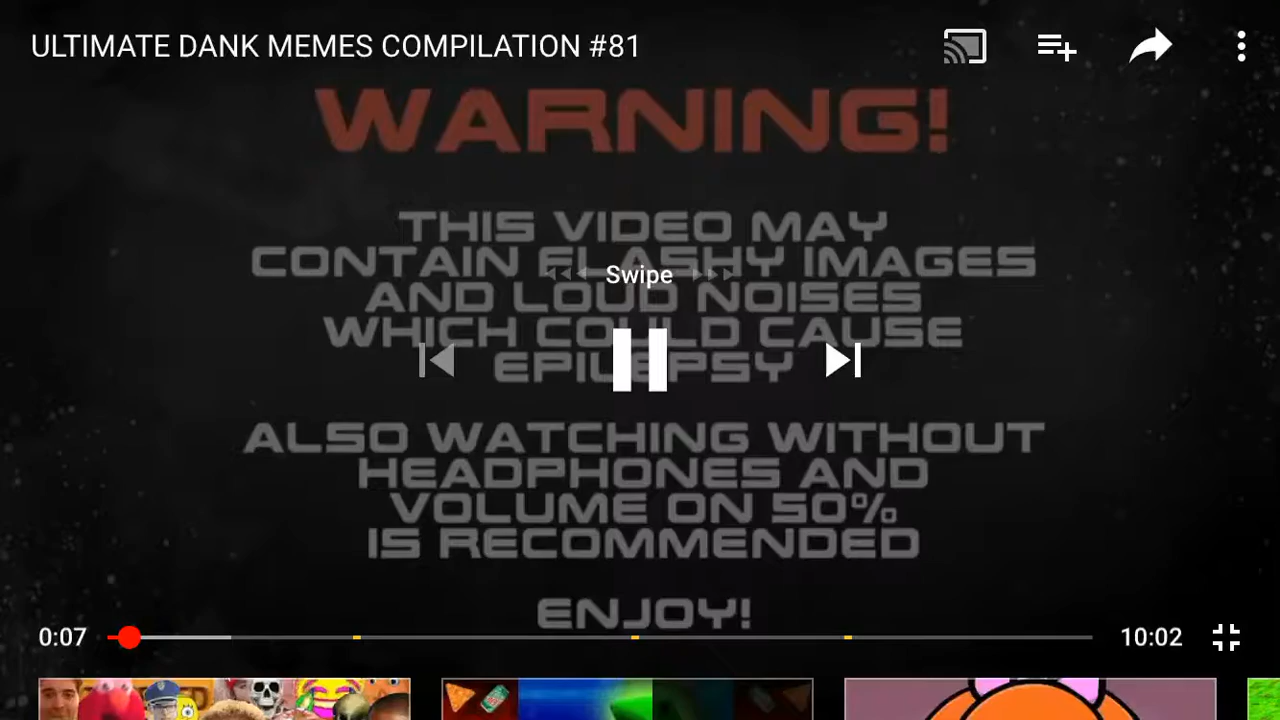 ULTIMATE DANK MEMES COMPILATION #81
WARNING!
THIS VIDEO MAY
CONTAIN FLASHY IMAGES
Swipe
AND LOUD NOISES
WHICH COULD CAUSE
EPILEPSY
ALSO WATCHING WITHOUT
HEADPHONES AND
VOLUME ON 50%
IS RECOMMENDED
ENJOY!
0:07
10:02